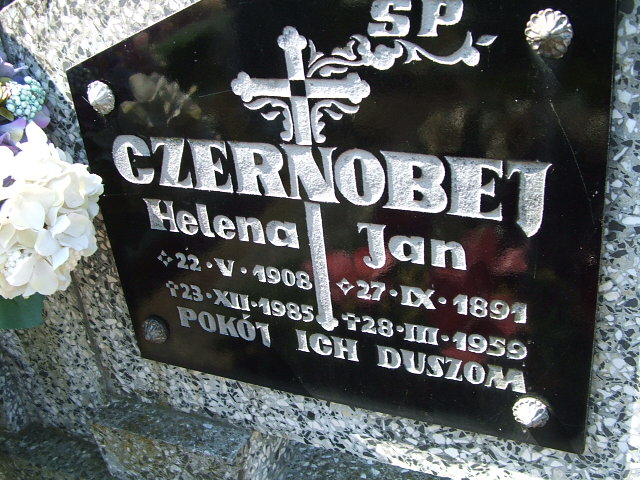 SP.
CZERNOBEJ
Helena Jan
22·V·1908 27·IX·1891
23·XII·1985 28·III·1959
POKÓJ ICH DUSZOM